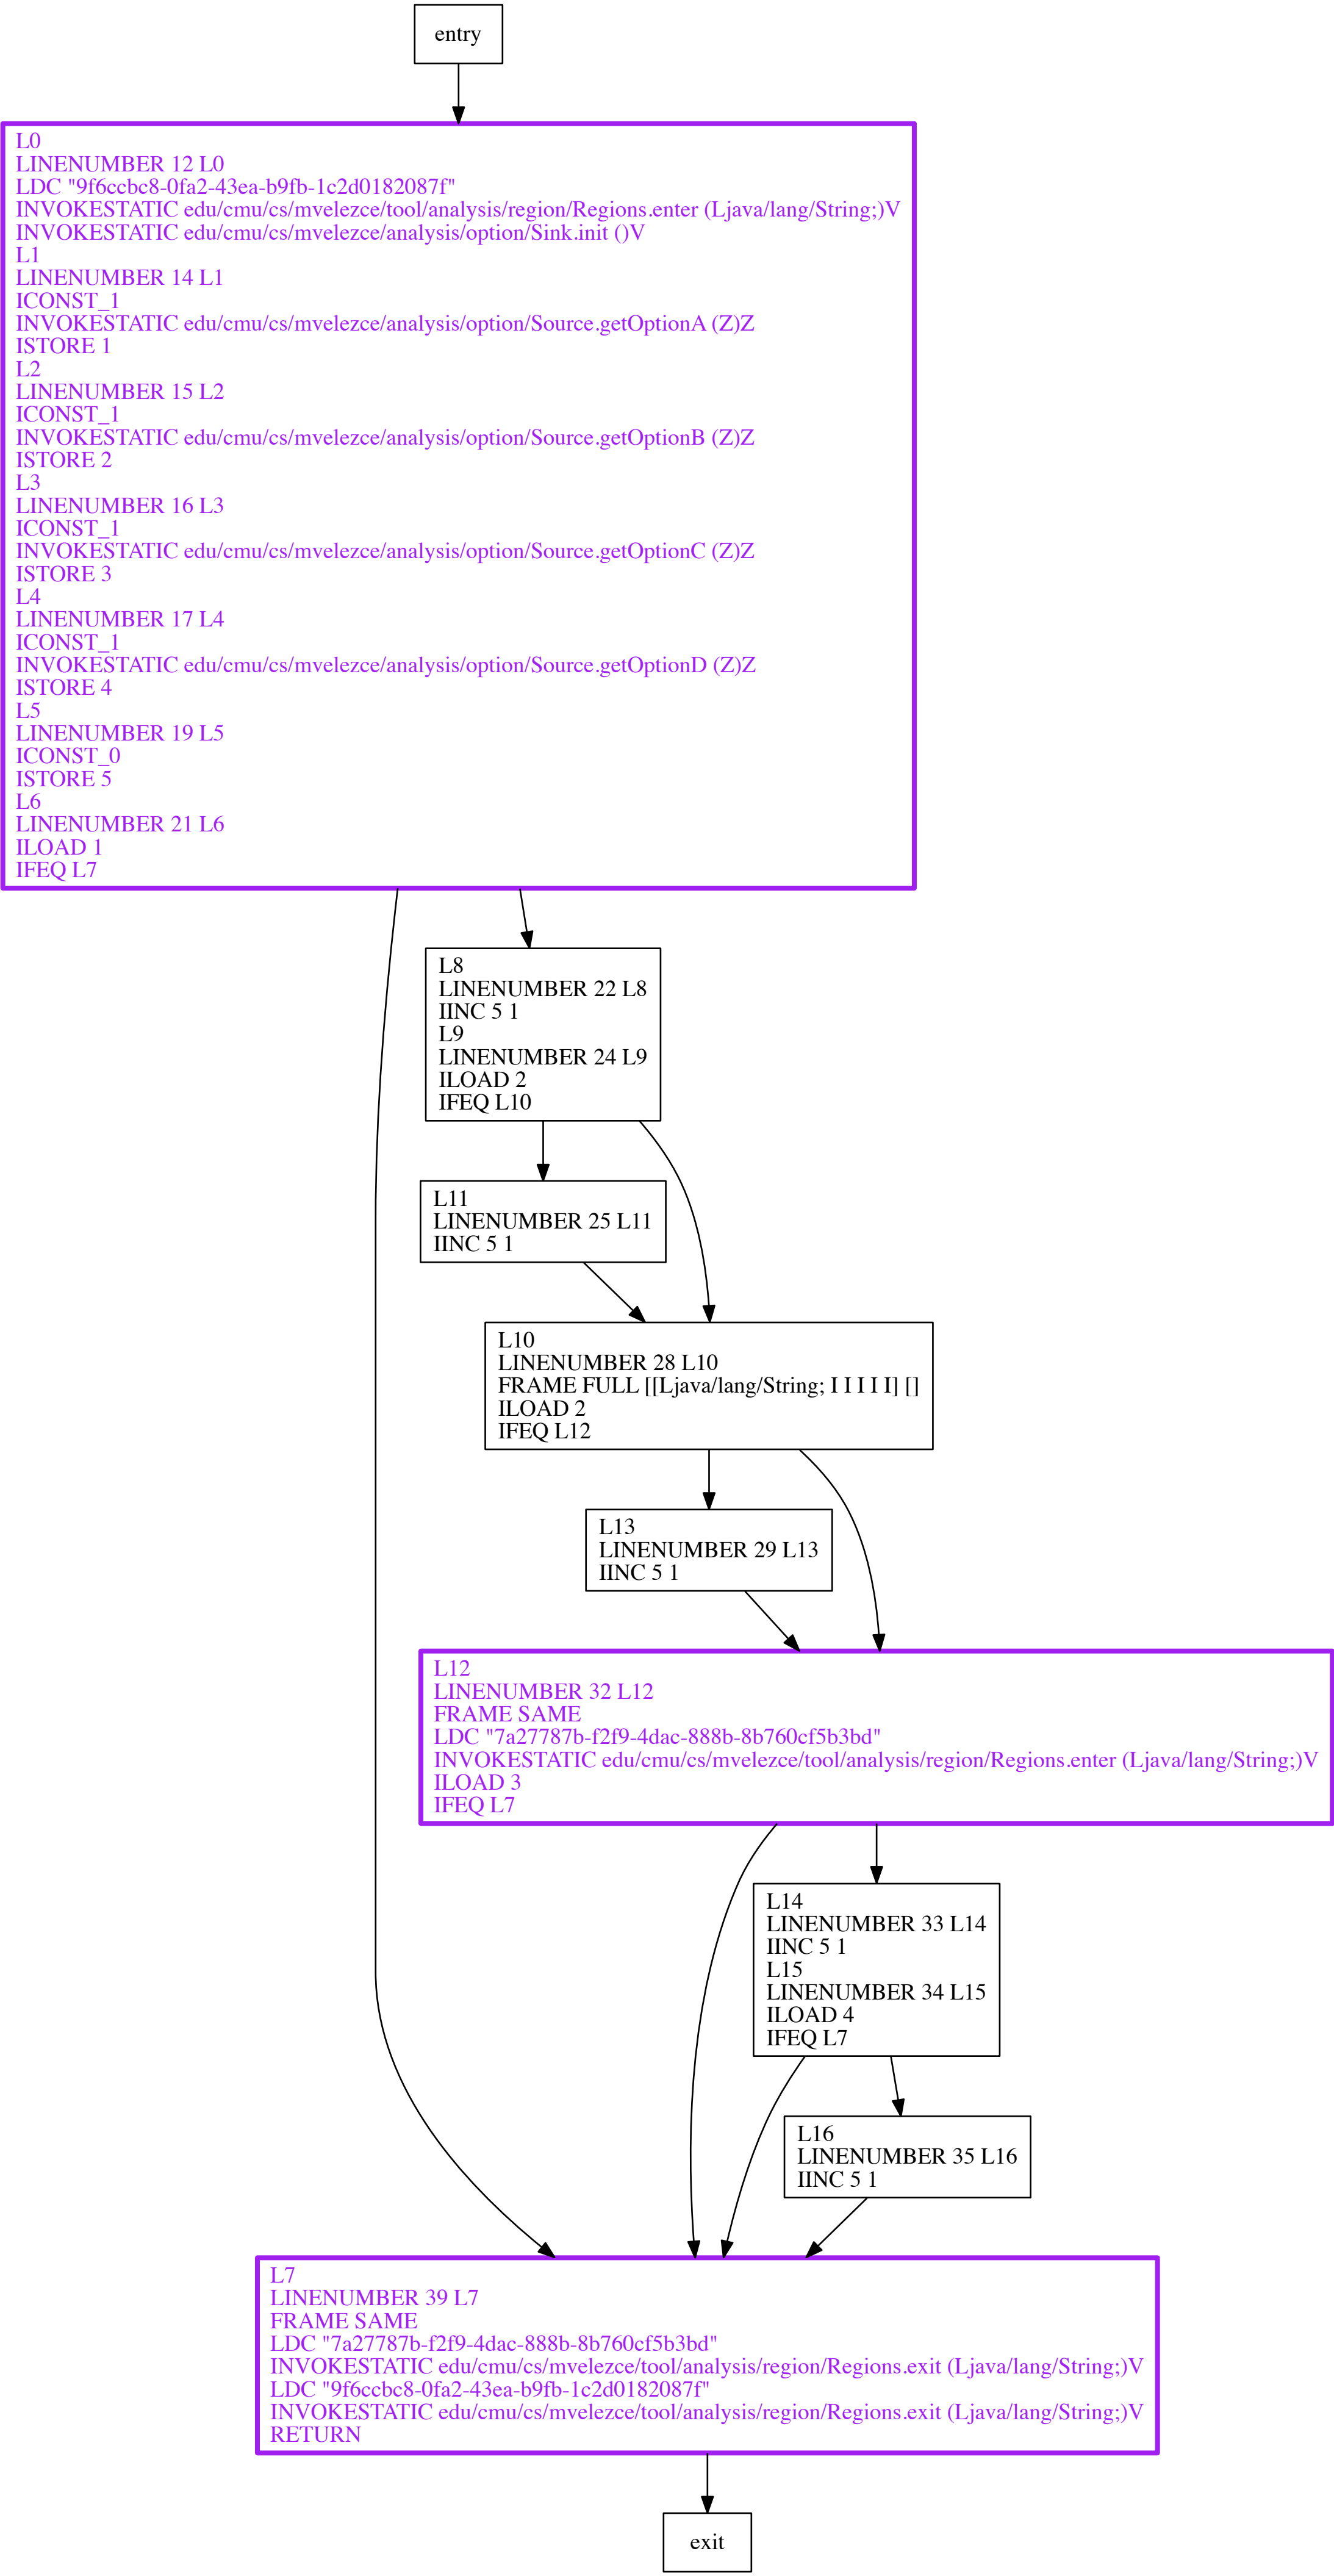 entry
L0
LINENUMBER 12 L0
LDC "9f6ccbc8-0fa2-43ea-b9fb-1c2d0182087f"
INVOKESTATIC edu/cmu/cs/mvelezce/tool/analysis/region/Regions.enter (Ljava/lang/String;)V
INVOKESTATIC edu/cmu/cs/mvelezce/analysis/option/Sink.init ()V
L1
LINENUMBER 14 L1
ICONST_1
INVOKESTATIC edu/cmu/cs/mvelezce/analysis/option/Source.getOptionA (Z)Z
ISTORE 1
L2
LINENUMBER 15 L2
ICONST_1
INVOKESTATIC edu/cmu/cs/mvelezce/analysis/option/Source.getOptionB (Z)Z
ISTORE 2
L3
LINENUMBER 16 L3
ICONST_1
INVOKESTATIC edu/cmu/cs/mvelezce/analysis/option/Source.getOptionC (Z)Z
ISTORE 3
L4
LINENUMBER 17 L4
ICONST_1
INVOKESTATIC edu/cmu/cs/mvelezce/analysis/option/Source.getOptionD (Z)Z
ISTORE 4
L5
LINENUMBER 19 L5
ICONST_0
ISTORE 5
L6
LINENUMBER 21 L6
ILOAD 1
IFEQ L7
L8
LINENUMBER 22 L8
IINC 5 1
L9
LINENUMBER 24 L9
ILOAD 2
IFEQ L10
L11
LINENUMBER 25 L11
IINC 5 1
L10
LINENUMBER 28 L10
FRAME FULL [[Ljava/lang/String; I I I I I] []
ILOAD 2
IFEQ L12
L13
LINENUMBER 29 L13
IINC 5 1
L12
LINENUMBER 32 L12
FRAME SAME
LDC "7a27787b-f2f9-4dac-888b-8b760cf5b3bd"
INVOKESTATIC edu/cmu/cs/mvelezce/tool/analysis/region/Regions.enter (Ljava/lang/String;)V
ILOAD 3
IFEQ L7
L14
LINENUMBER 33 L14
IINC 5 1
L15
LINENUMBER 34 L15
ILOAD 4
IFEQ L7
L16
LINENUMBER 35 L16
IINC 5 1
L7
LINENUMBER 39 L7
FRAME SAME
LDC "7a27787b-f2f9-4dac-888b-8b760cf5b3bd"
INVOKESTATIC edu/cmu/cs/mvelezce/tool/analysis/region/Regions.exit (Ljava/lang/String;)V
LDC "9f6ccbc8-0fa2-43ea-b9fb-1c2d0182087f"
INVOKESTATIC edu/cmu/cs/mvelezce/tool/analysis/region/Regions.exit (Ljava/lang/String;)V
RETURN
exit